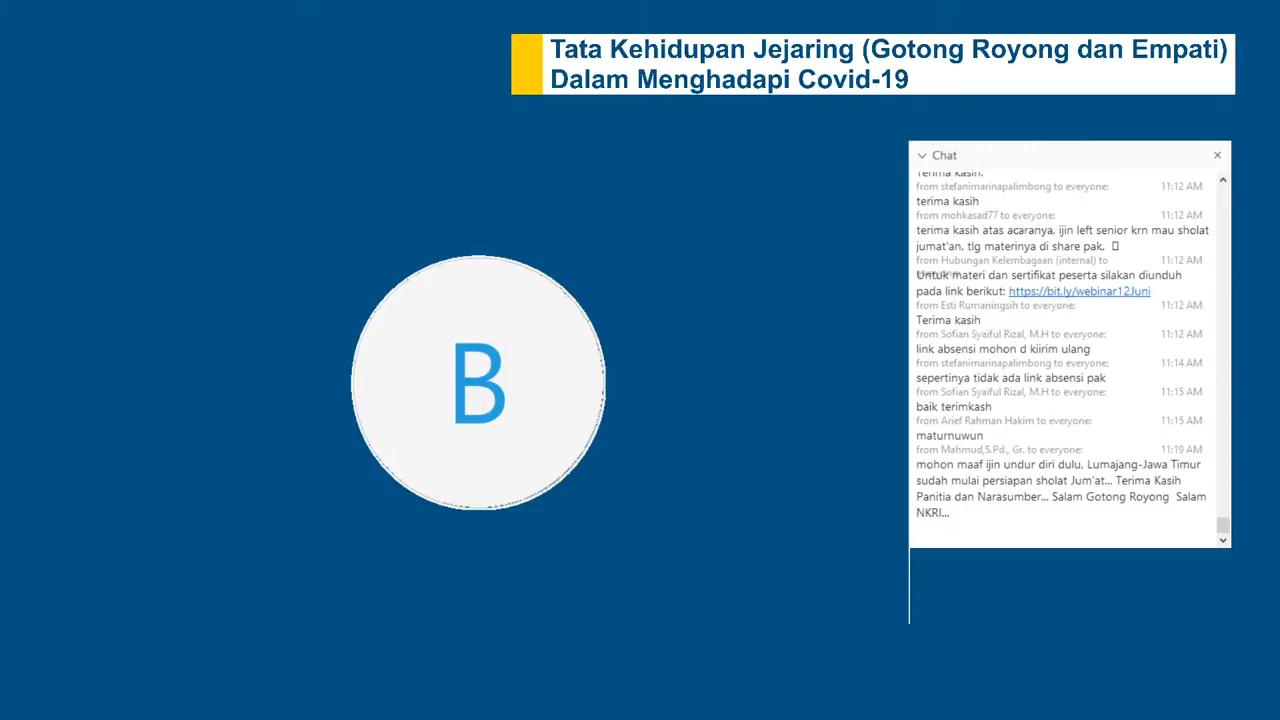 Tata Kehidupan Jejaring (Gotong Royong dan Empati)
Dalam Menghadapi Covid-19
Chat
Terima kasih.
from stefanimarinapalimbong to everyone: 11:12 AM
terima kasih
from mohkasad77 to everyone: 11:12 AM
terima kasih atas acaranya, ijin left senior krn mau sholat
jumat'an, tlg materinya di share pak.
from Hubungan Kelembagaan (internal) to 11:12 AM
Untuk materi dan sertifikat peserta silakan diunduh
pada link berikut: https://bit.ly/webinar12Juni
from Esti Rumaningsih to everyone: 11:12 AM
Terima kasih
from Sofian Syaiful Rizal, M.H to everyone: 11:12 AM
link absensi mohon d kiirim ulang
from stefanimarinapalimbong to everyone: 11:14 AM
sepertinya tidak ada link absensi pak
from Sofian Syaiful Rizal, M.H to everyone: 11:15 AM
baik terimkash
from Arief Rahman Hakim to everyone: 11:15 AM
maturnuwun
from Mahmud,S.Pd., Gr. to everyone: 11:19 AM
mohon maaf ijin undur diri dulu, Lumajang-Jawa Timur
sudah mulai persiapan sholat Jum'at... Terima Kasih
Panitia dan Narasumber... Salam Gotong Royong Salam
NKRI...
B